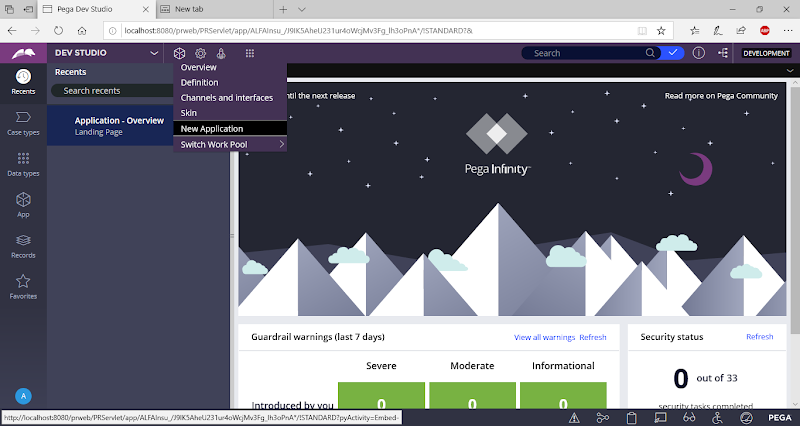 Pega Dev Studio
New tab
localhost:8080/prweb/PRServlet/app/ALFAInsu_/J9IK5AheU231ur4oWcjMv3Fg_lh3oPnA*/!STANDARD?&
ABP
DEV STUDIO
Search
DEVELOPMENT
Recents
Recents
Search recents
Application - Overview
Landing Page
Case types
Data types
App
Records
Favorites
A
Overview
Definition
Channels and interfaces
Skin
New Application
Switch Work Pool
til the next release
Read more on Pega Community
Pega Infinity™
Guardrail warnings (last 7 days)
View all warnings Refresh
Severe Moderate Informational
Introduced by you 0 0 0
Security status
Refresh
0 out of 33
security tasks completed
http://localhost:8080/prweb/PRServlet/app/ALFAInsu_/J9IK5AheU231ur4oWcjMv3Fg_lh3oPnA*/!STANDARD?pyActivity=Embed-
PEGA